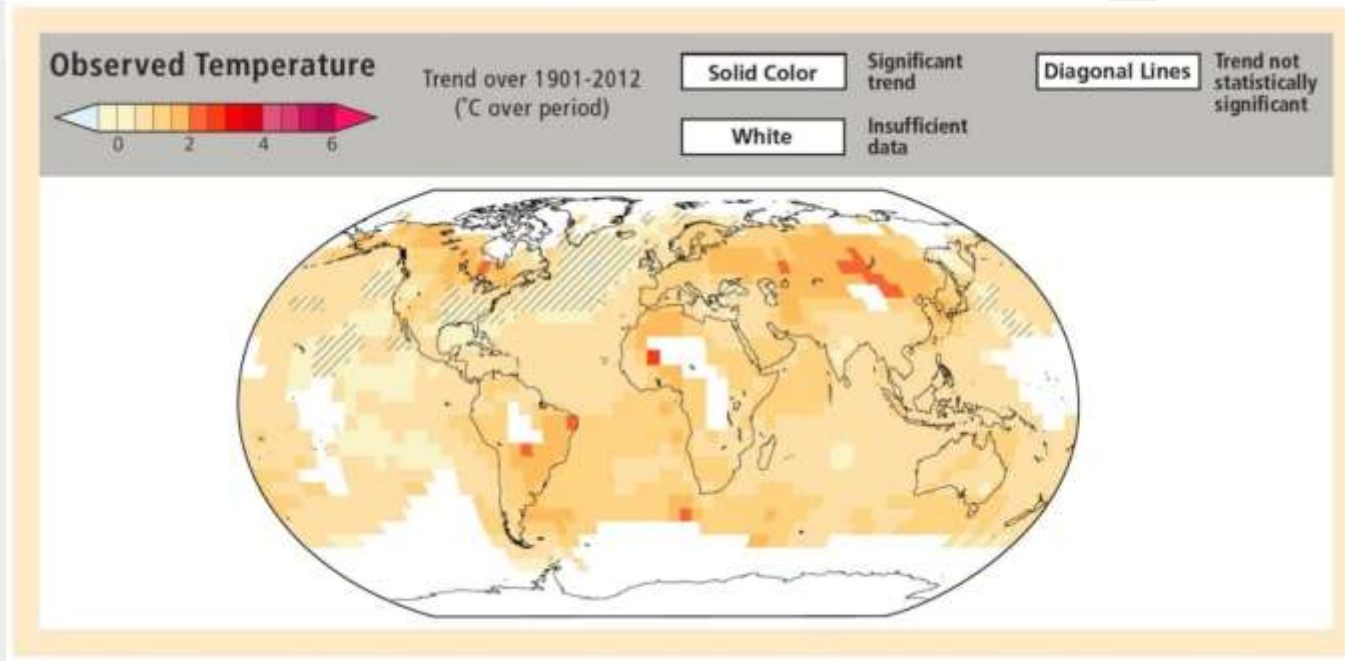 Observed Temperature
0 2 4 6
Trend over 1901-2012
(˚C over period)
Solid Color
Significant
trend
White
Insufficient
data
Diagonal Lines
Trend not
statistically
significant